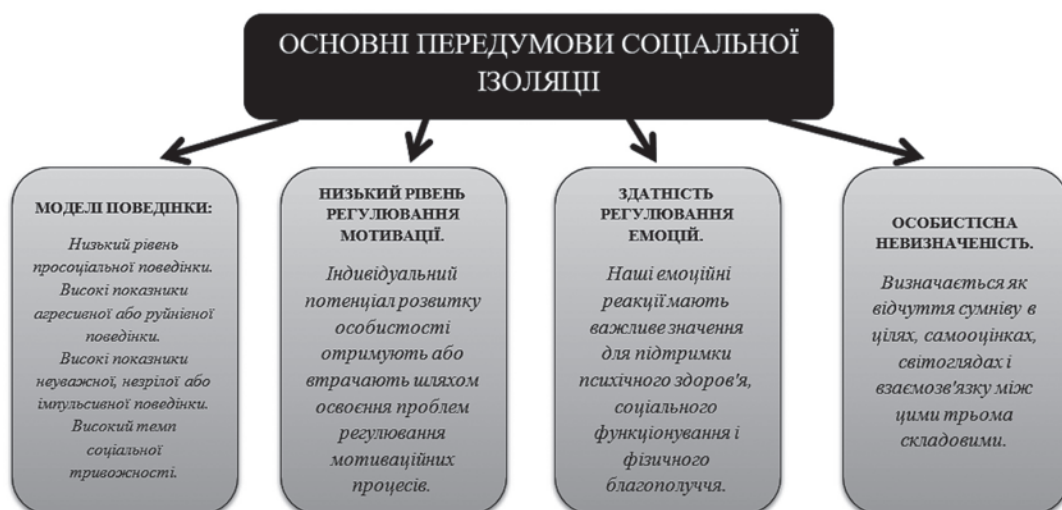 ОСНОВНІ ПЕРЕДУМОВИ СОЦІАЛЬНОЇ
ІЗОЛЯЦІІ
МОДЕЛІ ПОВЕДІНКИ:
Низький рівень
просоціальної поведінки.
Високі показники
агресивної або руйнівної
поведінки.
Високі показники
неуважної, незрілої або
імпульсивної поведінки.
Високий темп
соціальної
тривожності.
НИЗЬКИЙ РІВЕНЬ
РЕГУЛЮВАННЯ
МОТИВАЦІЇ.
Індивідуальний
потенціал розвитку
особистості
отримують або
втрачають шляхом
освоєння проблем
регулювання
мотиваційних
процесів.
ЗДАТНІСТЬ
РЕГУЛЮВАННЯ
ЕМОЦІЙ.
Наші емоційні
реакції мають
важливе значення
для підтримки
психічного здоров'я,
соціального
функціонування і
фізичного
благополуччя.
ОСОБИСТІСНА
НЕВИЗНАЧЕНІСТЬ.
Визначається як
відчуття сумніву в
цілях, самооцінках,
світоглядах і
взаємозв'язку між
цими трьома
складовими.